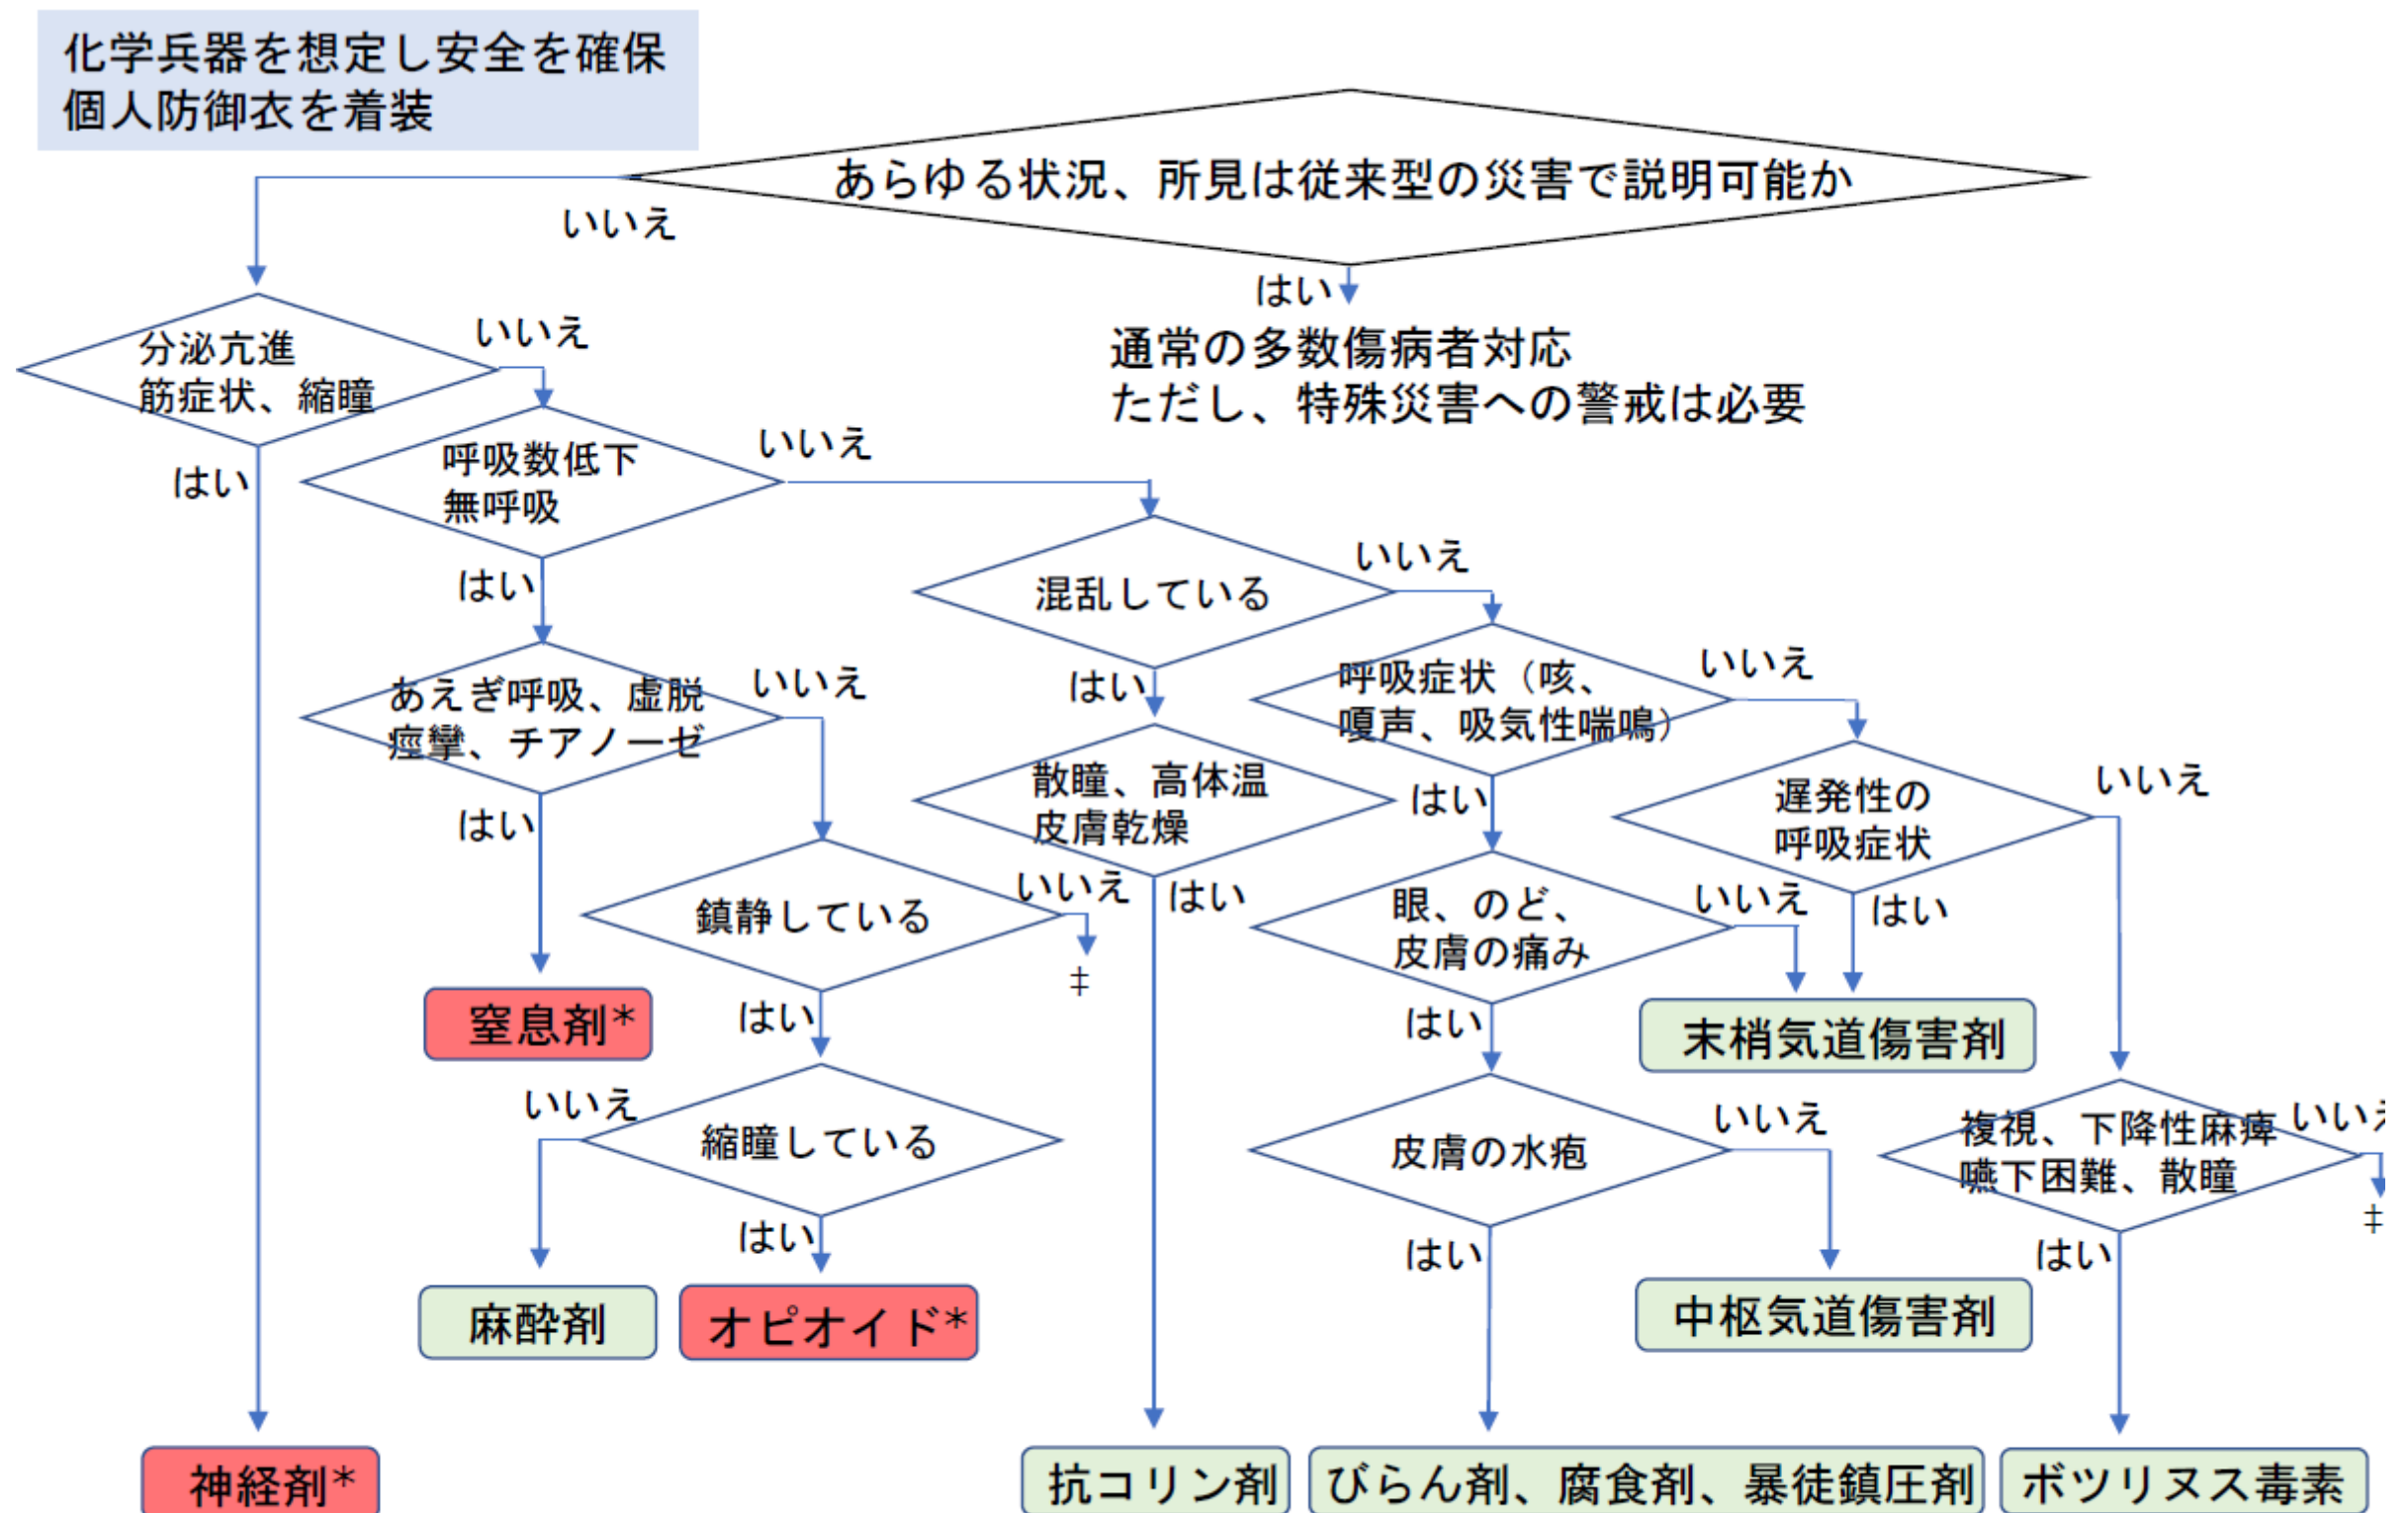 化学兵器を想定し安全を確保
個人防御衣を着装
あらゆる状況、所見は従来型の災害で説明可能か
いいえ
はい
通常の多数傷病者対応
ただし、特殊災害への警戒は必要
分泌亢進
筋症状、縮瞳
いいえ
はい
呼吸数低下
無呼吸
いいえ
はい
混乱している
いいえ
はい
あえぎ呼吸、虚脱
痙攣、チアノーゼ
いいえ
はい
呼吸症状（咳、
嗄声、吸気性喘鳴）
いいえ
はい
散瞳、高体温
皮膚乾燥
はい
遅発性の
呼吸症状
いいえ
はい
鎮静している
いいえ
‡
はい
眼、のど、
皮膚の痛み
いいえ
はい
窒息剤*
末梢気道傷害剤
縮瞳している
いいえ
はい
皮膚の水疱
いいえ
はい
複視、下降性麻痺
嚥下困難、散瞳
いいえ
‡
はい
麻酔剤
オピオイド*
中枢気道傷害剤
神経剤*
抗コリン剤
びらん剤、腐食剤、暴徒鎮圧剤
ボツリヌス毒素